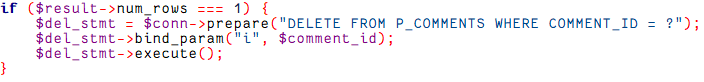 if ($result->num_rows === 1) {
    $del_stmt = $conn->prepare("DELETE FROM P_COMMENTS WHERE COMMENT_ID = ?");
    $del_stmt->bind_param("i", $comment_id);
    $del_stmt->execute();
}